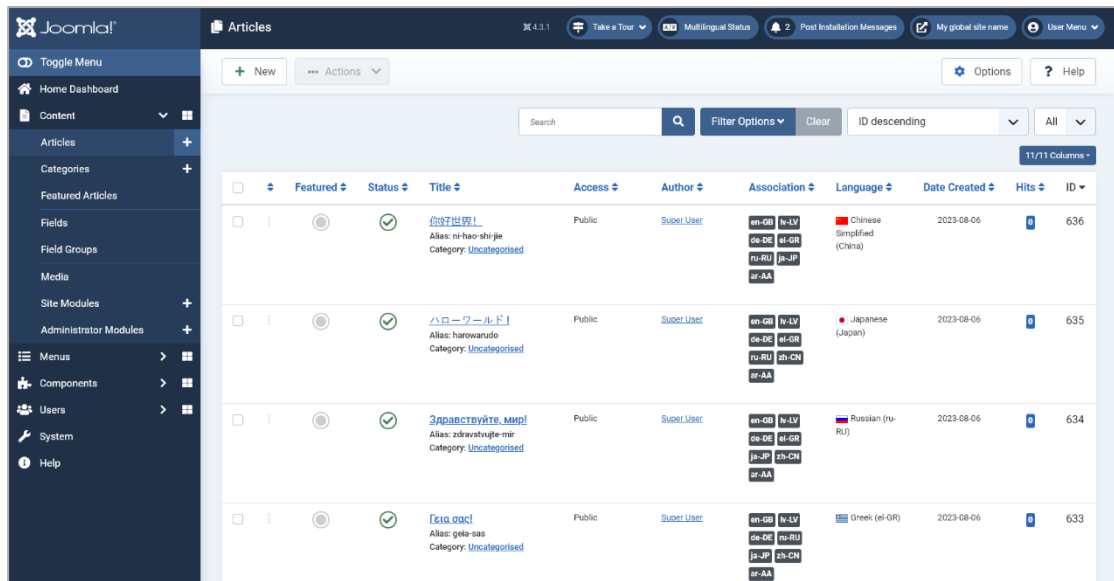 Joomla!®
Articles
4.3.1
Take a Tour
Multilingual Status
2 Post Installation Messages
My global site name
User Menu
Toggle Menu
Home Dashboard
Content
Articles
Categories
Featured Articles
Fields
Field Groups
Media
Site Modules
Administrator Modules
Menus
Components
Users
System
Help
New
Actions
Options
? Help
Search
Filter Options
Clear
ID descending
All
11/11 Columns
Featured Status Title Access Author Association Language Date Created Hits ID
你好世界！ Public Super User en-GB lv-LV Chinese 2023-08-06 0 636
Alias: ni-hao-shi-jie de-DE el-GR Simplified
Category: Uncategorised ru-RU ja-JP (China)
ar-AA
ハローワールド！ Public Super User en-GB lv-LV Japanese 2023-08-06 0 635
Alias: harowarudo de-DE el-GR (Japan)
Category: Uncategorised ru-RU zh-CN
ar-AA
Здравствуйте, мир! Public Super User en-GB lv-LV Russian (ru- 2023-08-06 0 634
Alias: zdravstvujte-mir de-DE el-GR RU)
Category: Uncategorised ja-JP zh-CN
ar-AA
Γεια σας! Public Super User en-GB lv-LV Greek (el-GR) 2023-08-06 0 633
Alias: geia-sas de-DE ru-RU
Category: Uncategorised ja-JP zh-CN
ar-AA